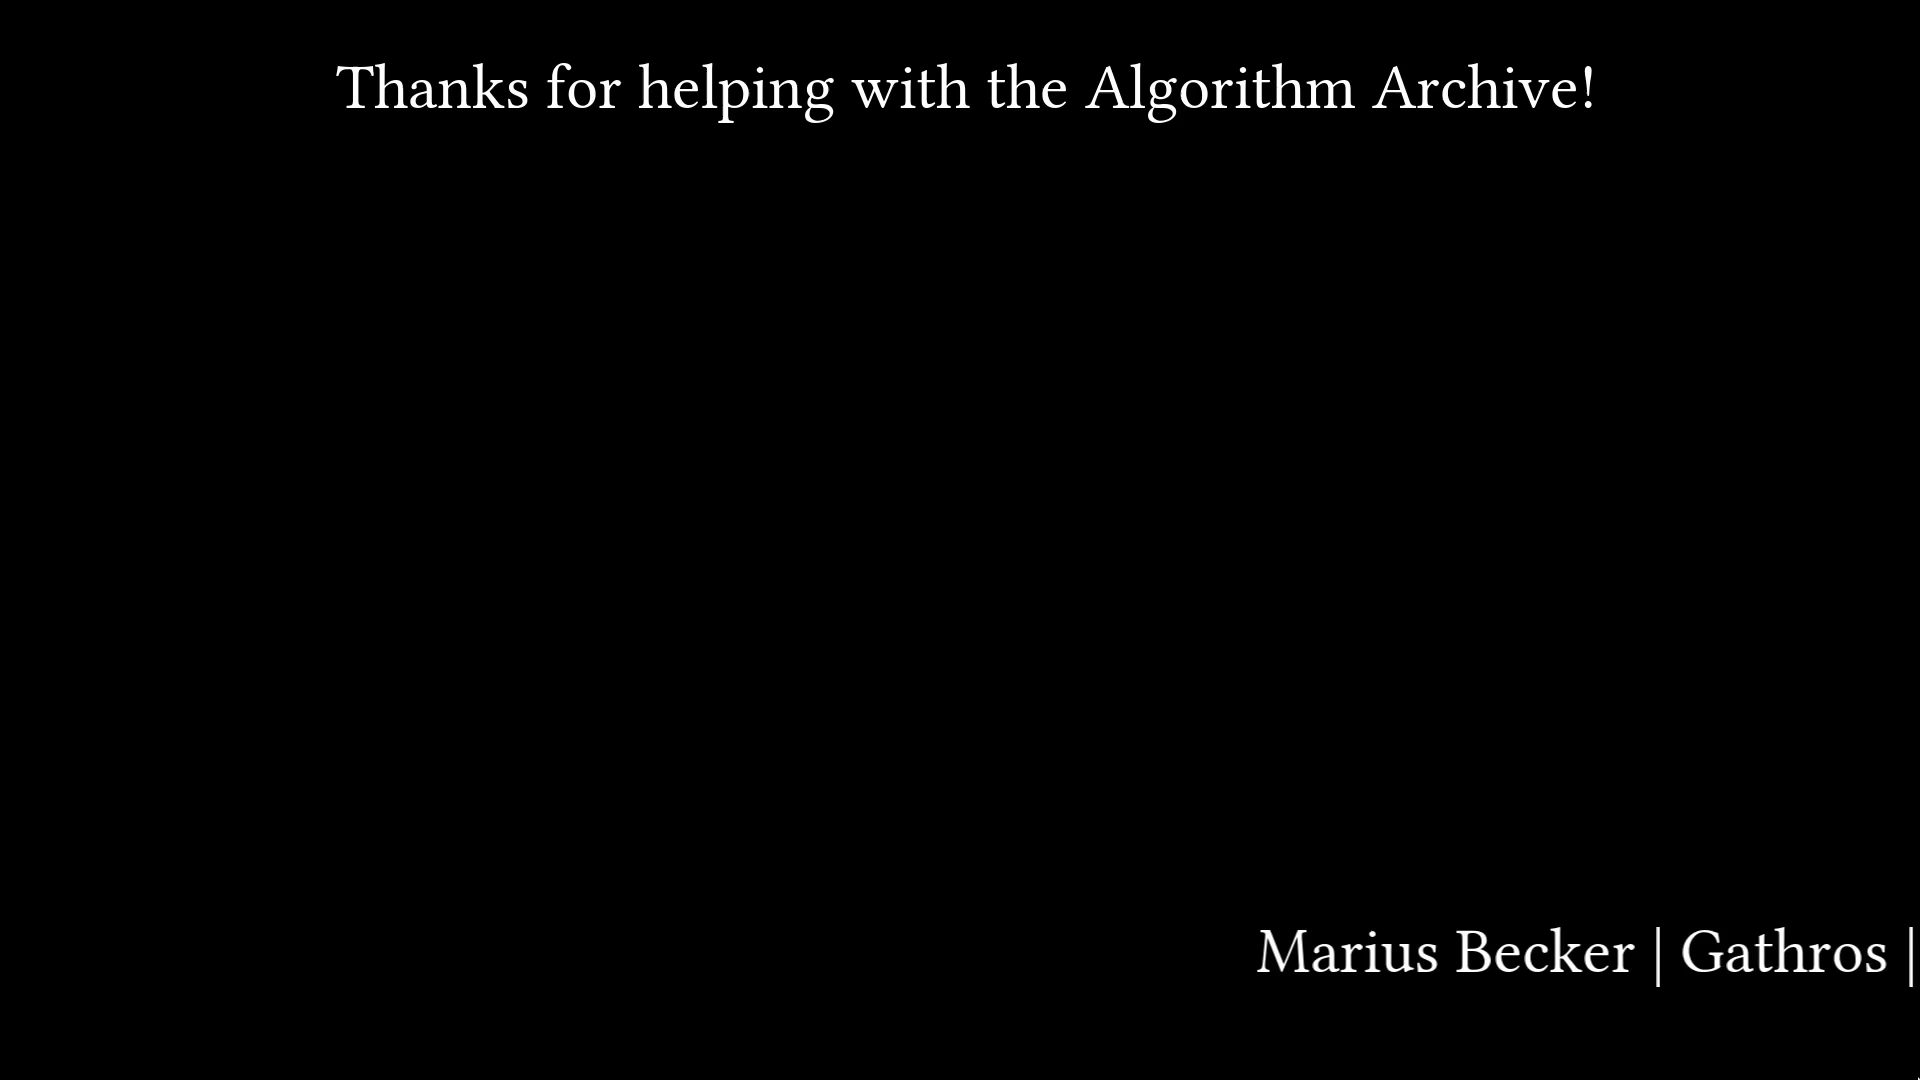 Thanks for helping with the Algorithm Archive!
Marius Becker | Gathros |